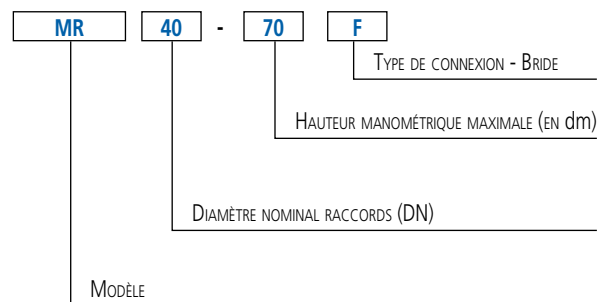 MR 40 - 70 F
Type de connexion - Bride
Hauteur manométrique maximale (en dm)
Diamètre nominal raccords (DN)
Modèle